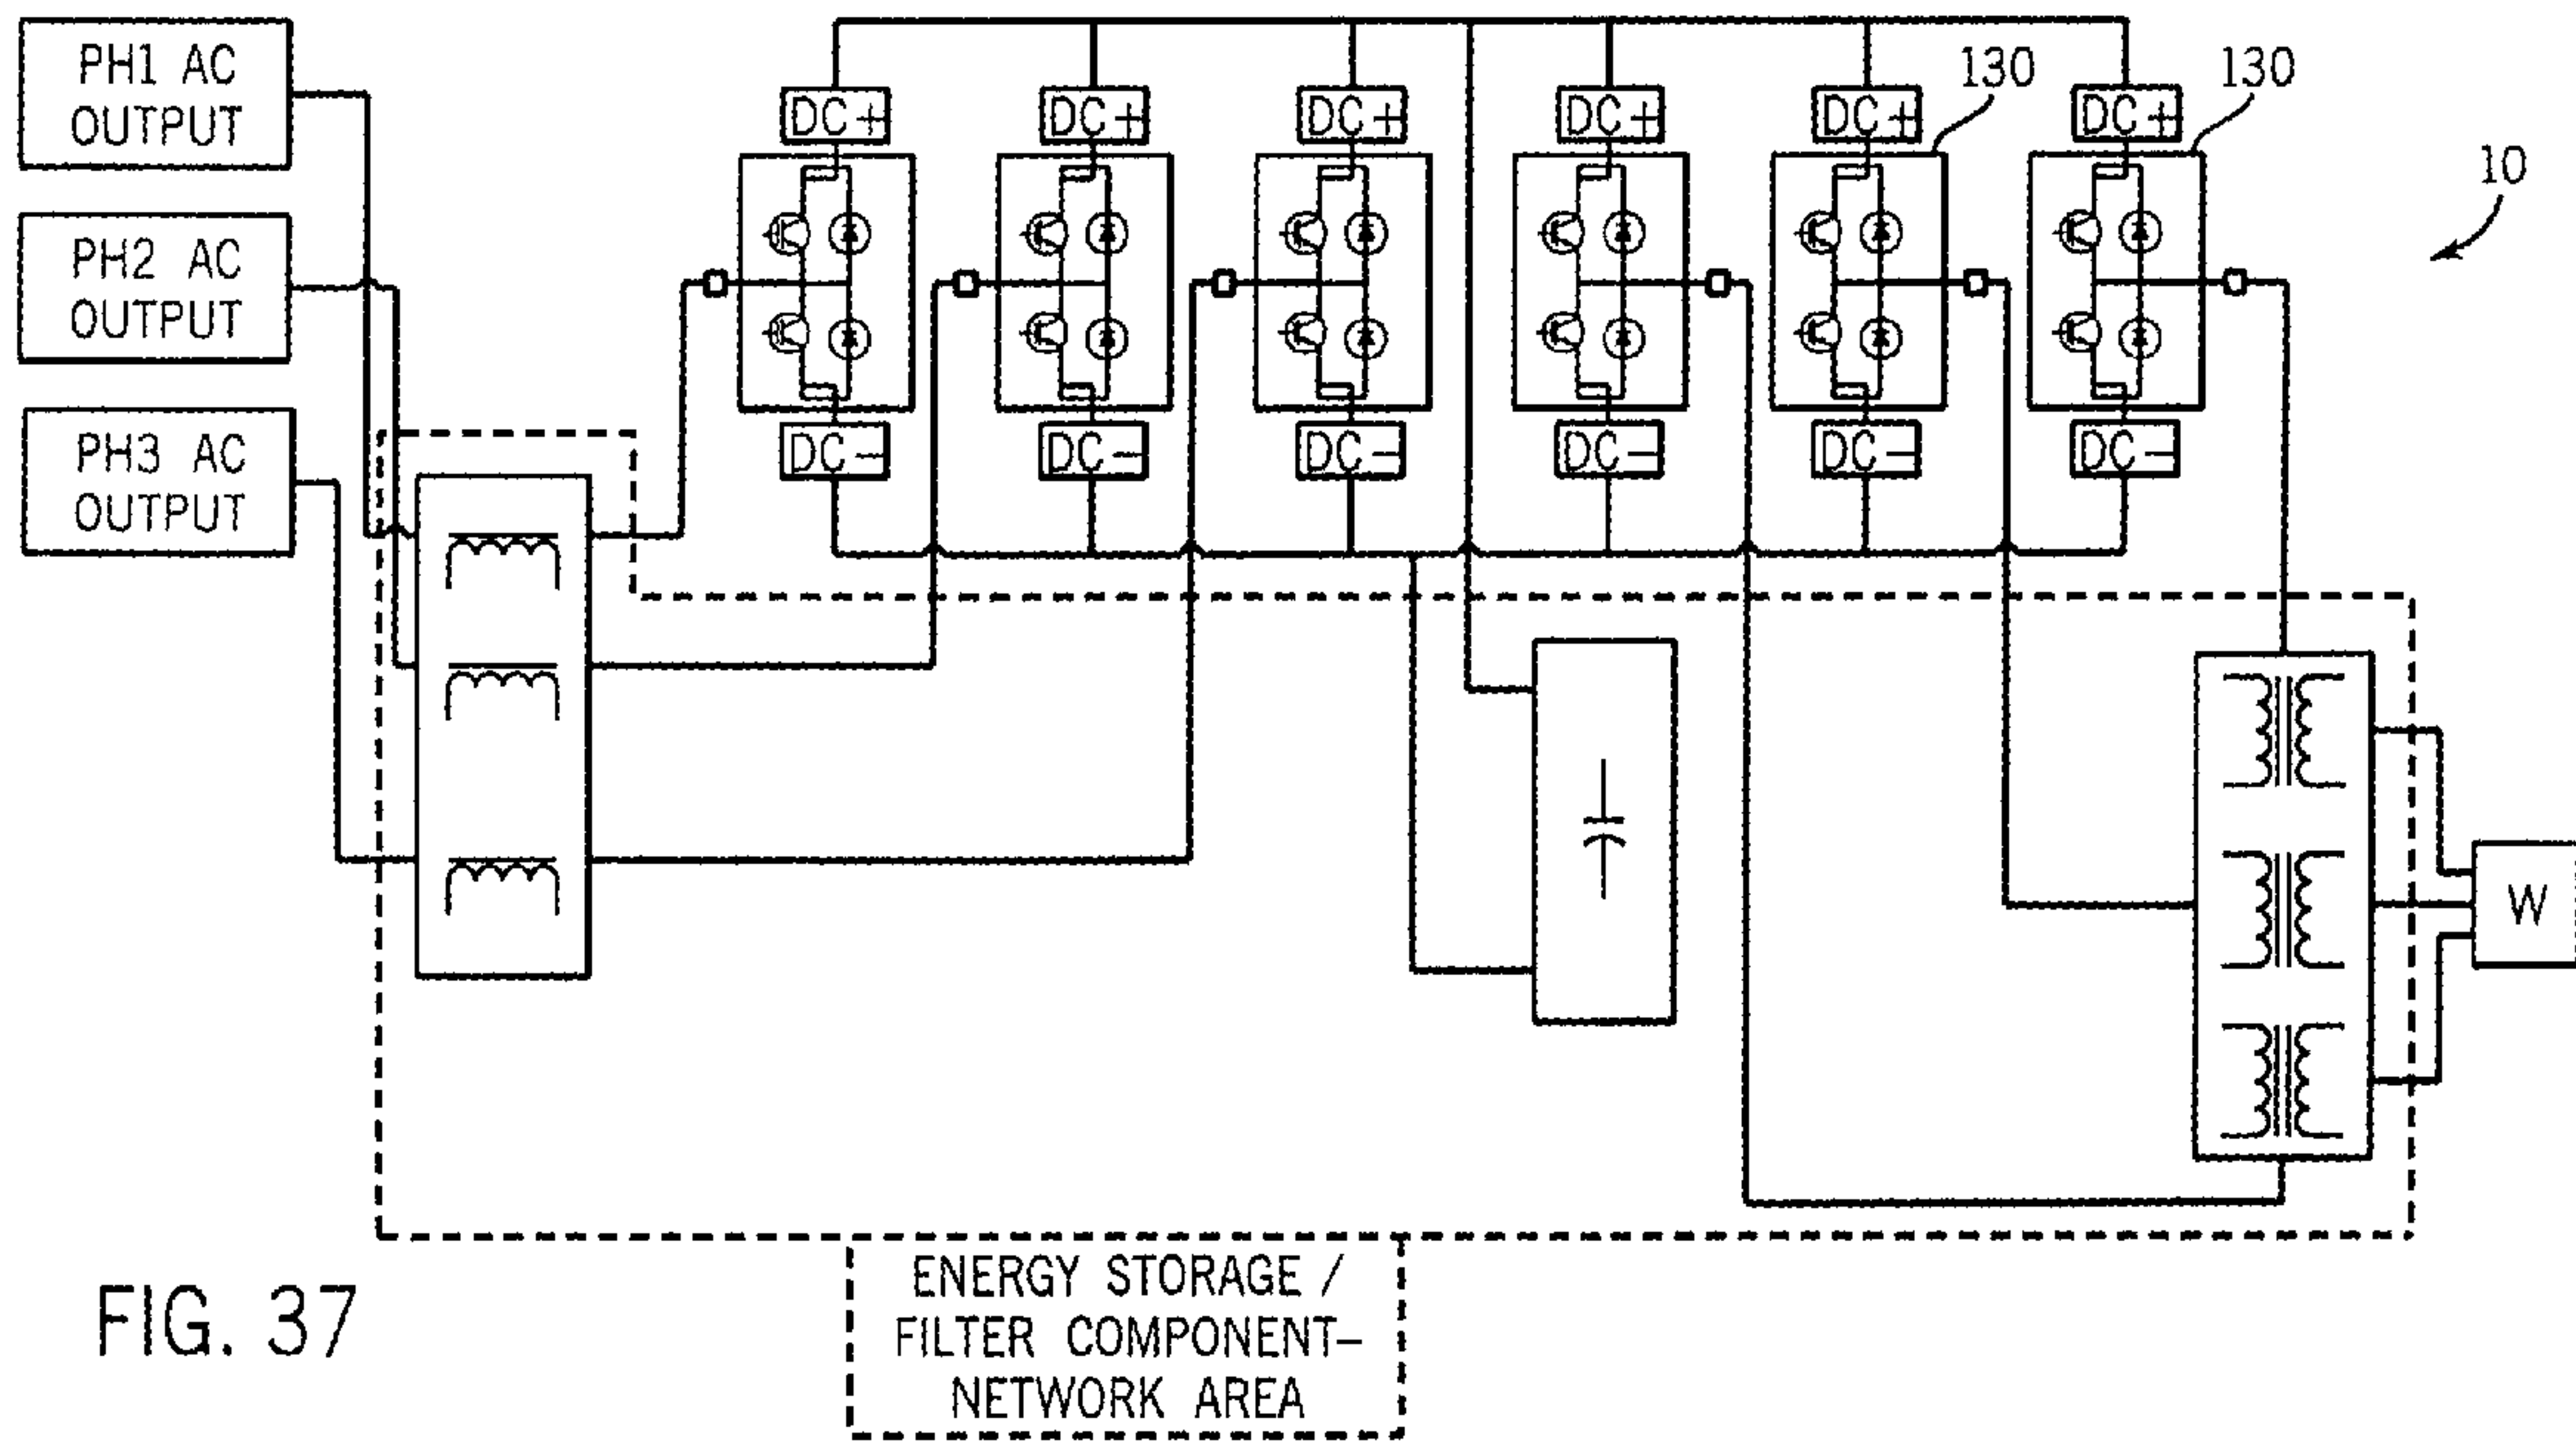 PH1 AC
OUTPUT
PH2 AC
OUTPUT
PH3 AC
OUTPUT
DC+
DC+
DC+
DC+
DC+
DC+
130
130
10
DC-
DC-
DC-
DC-
DC-
DC-
W
ENERGY STORAGE /
FILTER COMPONENT-
NETWORK AREA
FIG. 37